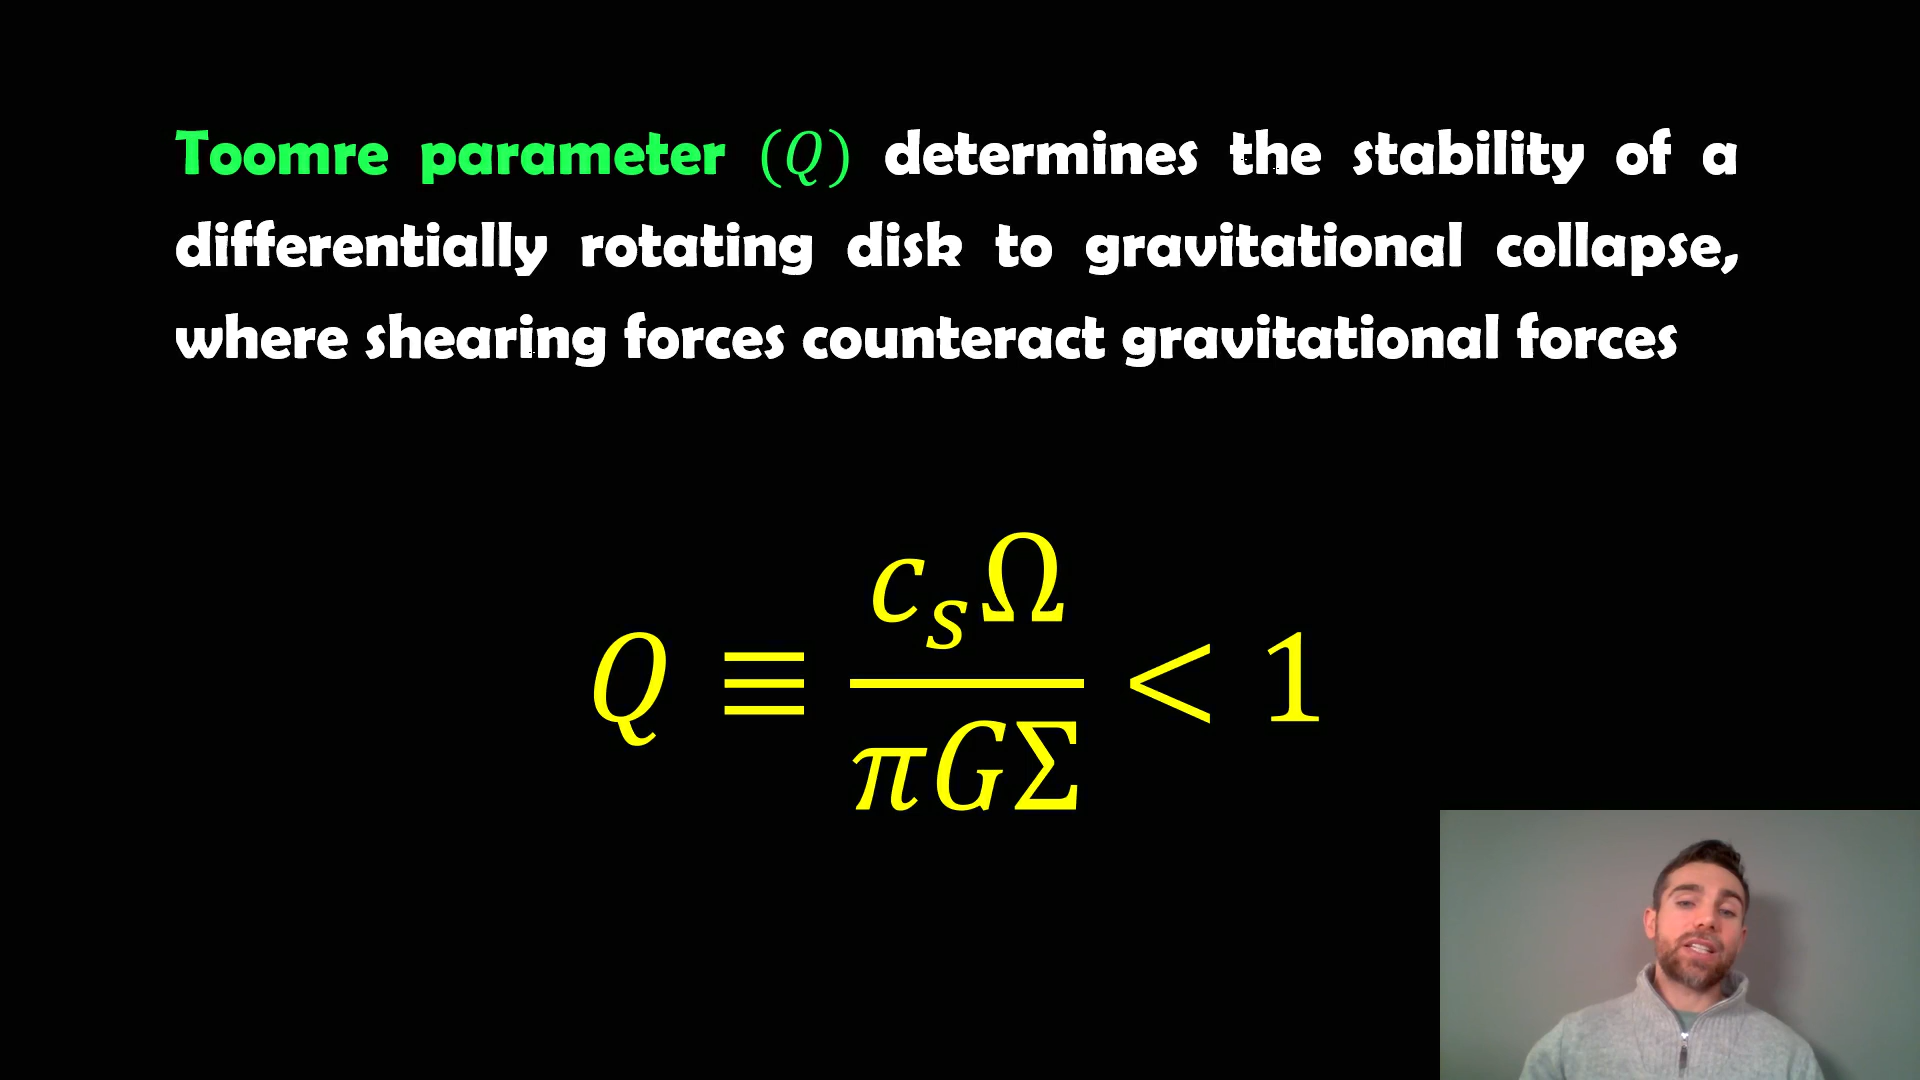 Toomre parameter (Q) determines the stability of a
differentially rotating disk to gravitational collapse,
where shearing forces counteract gravitational forces
Q ≡ c_sΩ / πGΣ < 1